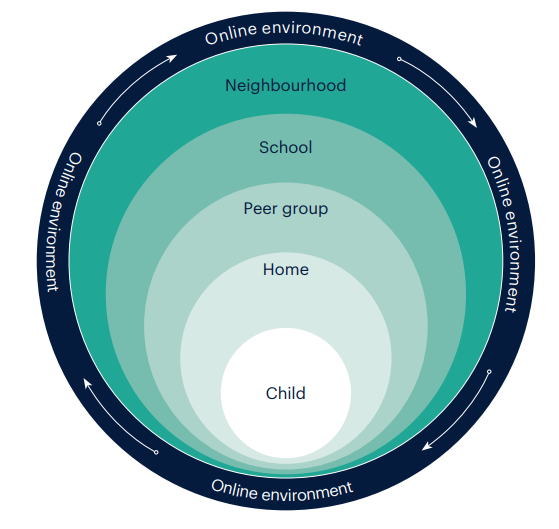 Online environment
Neighbourhood
School
Peer group
Home
Child
Online environment
Online environment
Online environment